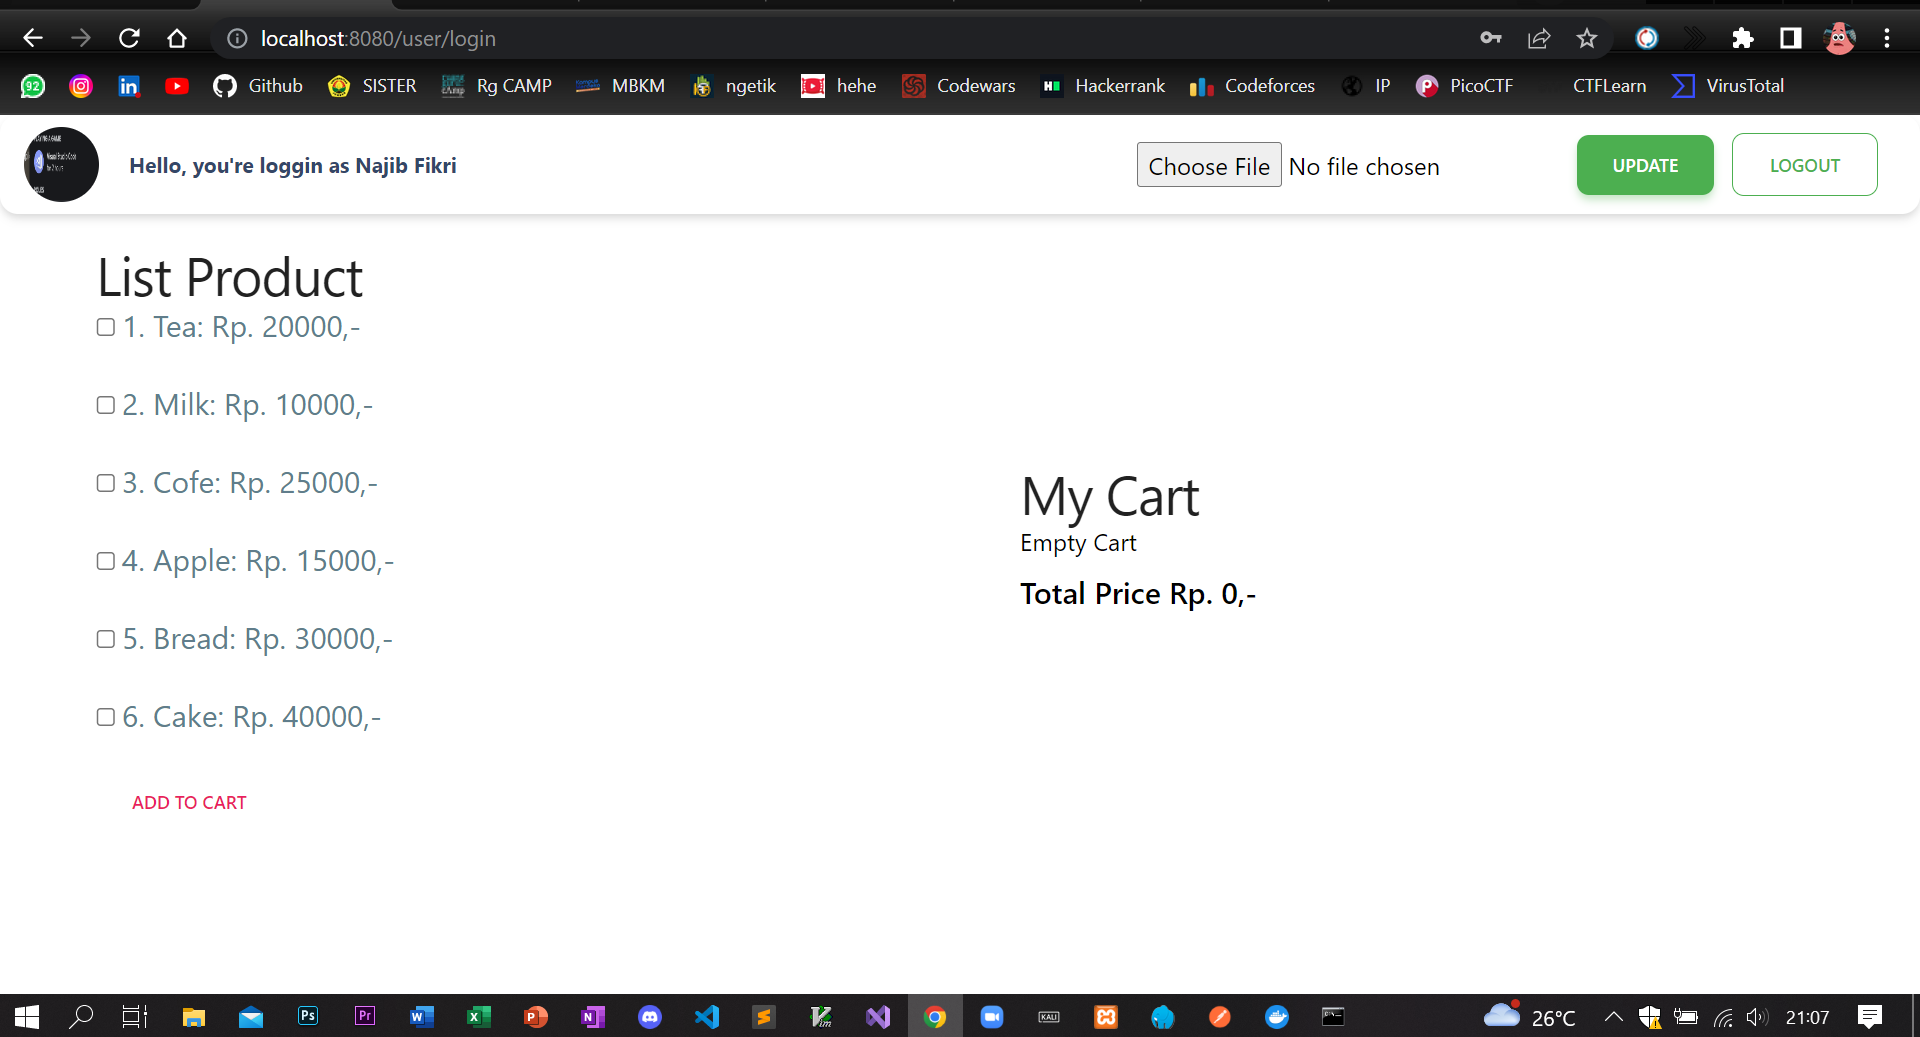 localhost:8080/user/login
92 Github SISTER Rg CAMP MBKM ngetik hehe Codewars Hackerrank Codeforces IP PicoCTF CTFLearn VirusTotal
Hello, you're loggin as Najib Fikri
Choose File No file chosen
UPDATE
LOGOUT
List Product
1. Tea: Rp. 20000,-
2. Milk: Rp. 10000,-
3. Cofe: Rp. 25000,-
4. Apple: Rp. 15000,-
5. Bread: Rp. 30000,-
6. Cake: Rp. 40000,-
ADD TO CART
My Cart
Empty Cart
Total Price Rp. 0,-
26°C
21:07